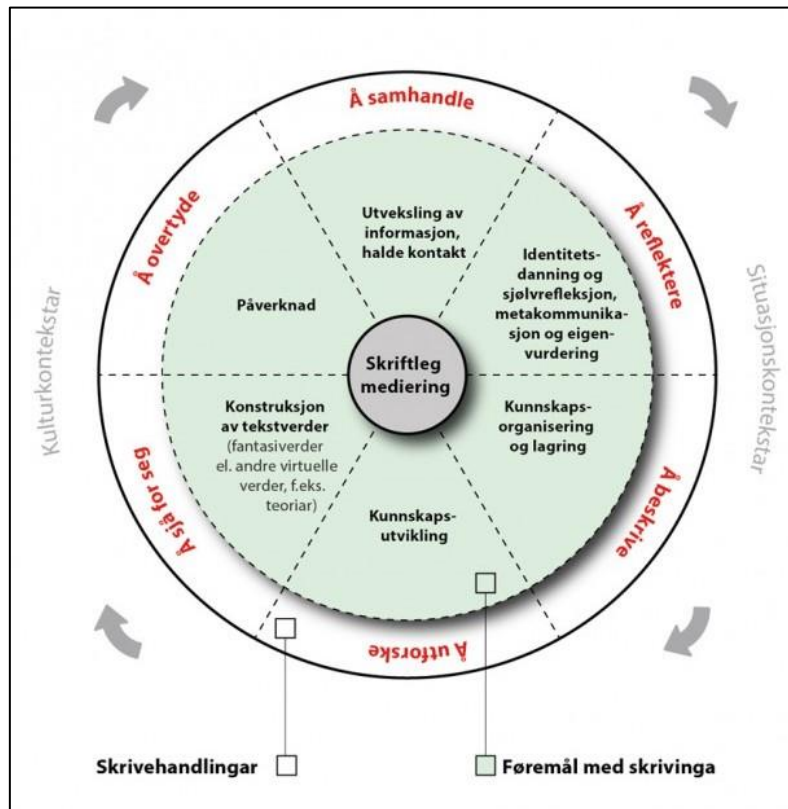 Å samhandle
Å reflektere
Å beskrive
Å utforske
Å sjå for seg
Å overtyde
Kulturkontekstar
Situasjonskontekstar
Utveksling av
informasjon,
halde kontakt
Identitets-
danning og
sjølvrefleksjon,
metakommunika-
sjon og eigen-
vurdering
Kunnskaps-
organisering
og lagring
Kunnskaps-
utvikling
Konstruksjon
av tekstverder
(fantasiverder
el. andre virtuelle
verder, f.eks.
teoriar)
Påverknad
Skriftleg
mediering
Skrivehandlingar
Føremål med skrivinga